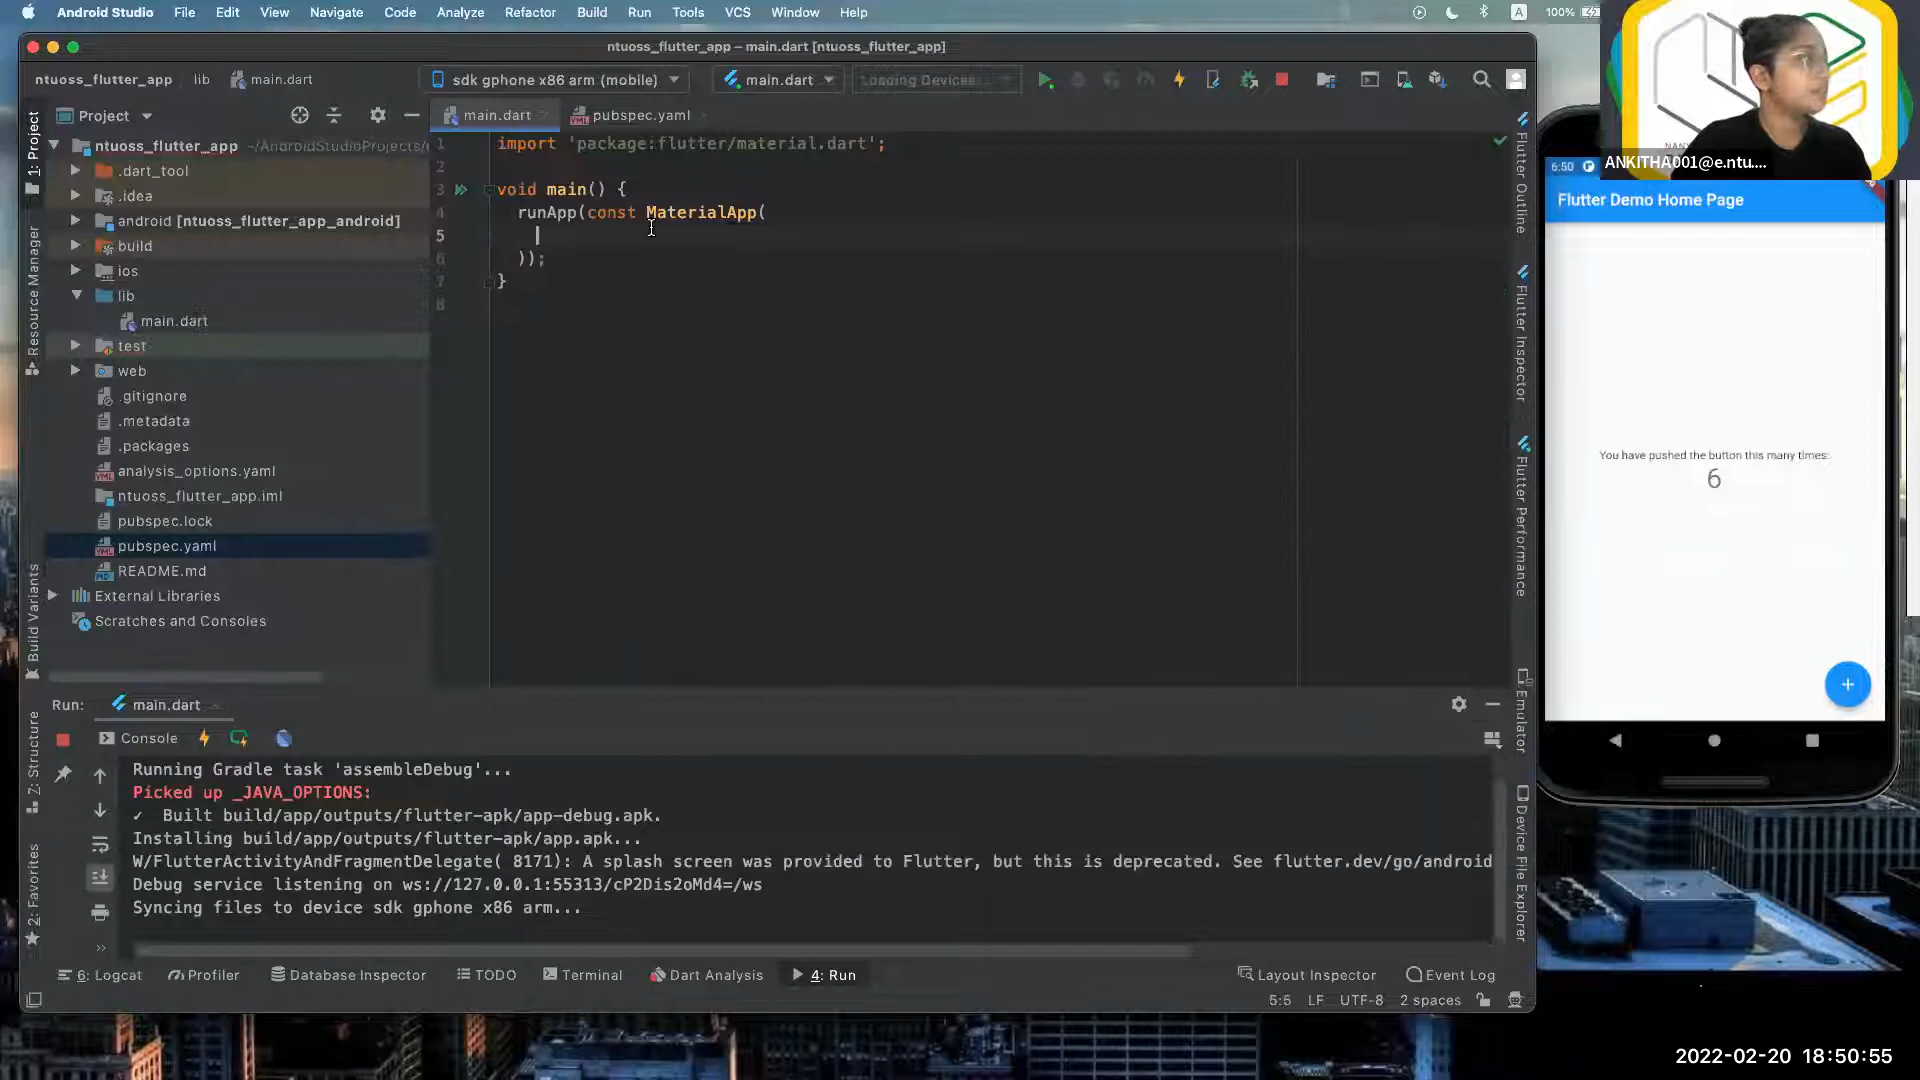 Android Studio File Edit View Navigate Code Analyze Refactor Build Run Tools VCS Window Help
A 100%
ntuoss_flutter_app – main.dart [ntuoss_flutter_app]
ntuoss_flutter_app lib main.dart
sdk gphone x86 arm (mobile) main.dart Loading Devices...
Project
main.dart
pubspec.yaml
ntuoss_flutter_app ~/AndroidStudioProjects/
.dart_tool
.idea
android [ntuoss_flutter_app_android]
build
ios
lib
main.dart
test
web
.gitignore
.metadata
.packages
analysis_options.yaml
ntuoss_flutter_app.iml
pubspec.lock
pubspec.yaml
README.md
External Libraries
Scratches and Consoles
1: Project
Resource Manager
Build Variants
7: Structure
2: Favorites
1 import 'package:flutter/material.dart';
2
3 void main() {
4 runApp(const MaterialApp(
5
6 ));
7 }
8
Flutter Outline
Flutter Inspector
Flutter Performance
Emulator
Device File Explorer
Run: main.dart
Console
Running Gradle task 'assembleDebug'...
Picked up _JAVA_OPTIONS:
✓ Built build/app/outputs/flutter-apk/app-debug.apk.
Installing build/app/outputs/flutter-apk/app.apk...
W/FlutterActivityAndFragmentDelegate( 8171): A splash screen was provided to Flutter, but this is deprecated. See flutter.dev/go/android
Debug service listening on ws://127.0.0.1:55313/cP2Dis2oMd4=/ws
Syncing files to device sdk gphone x86 arm...
6: Logcat Profiler Database Inspector TODO Terminal Dart Analysis 4: Run Layout Inspector Event Log
5:5 LF UTF-8 2 spaces
ANKITHA001@e.ntu....
6:50
Flutter Demo Home Page
You have pushed the button this many times:
6
+
2022-02-20 18:50:55